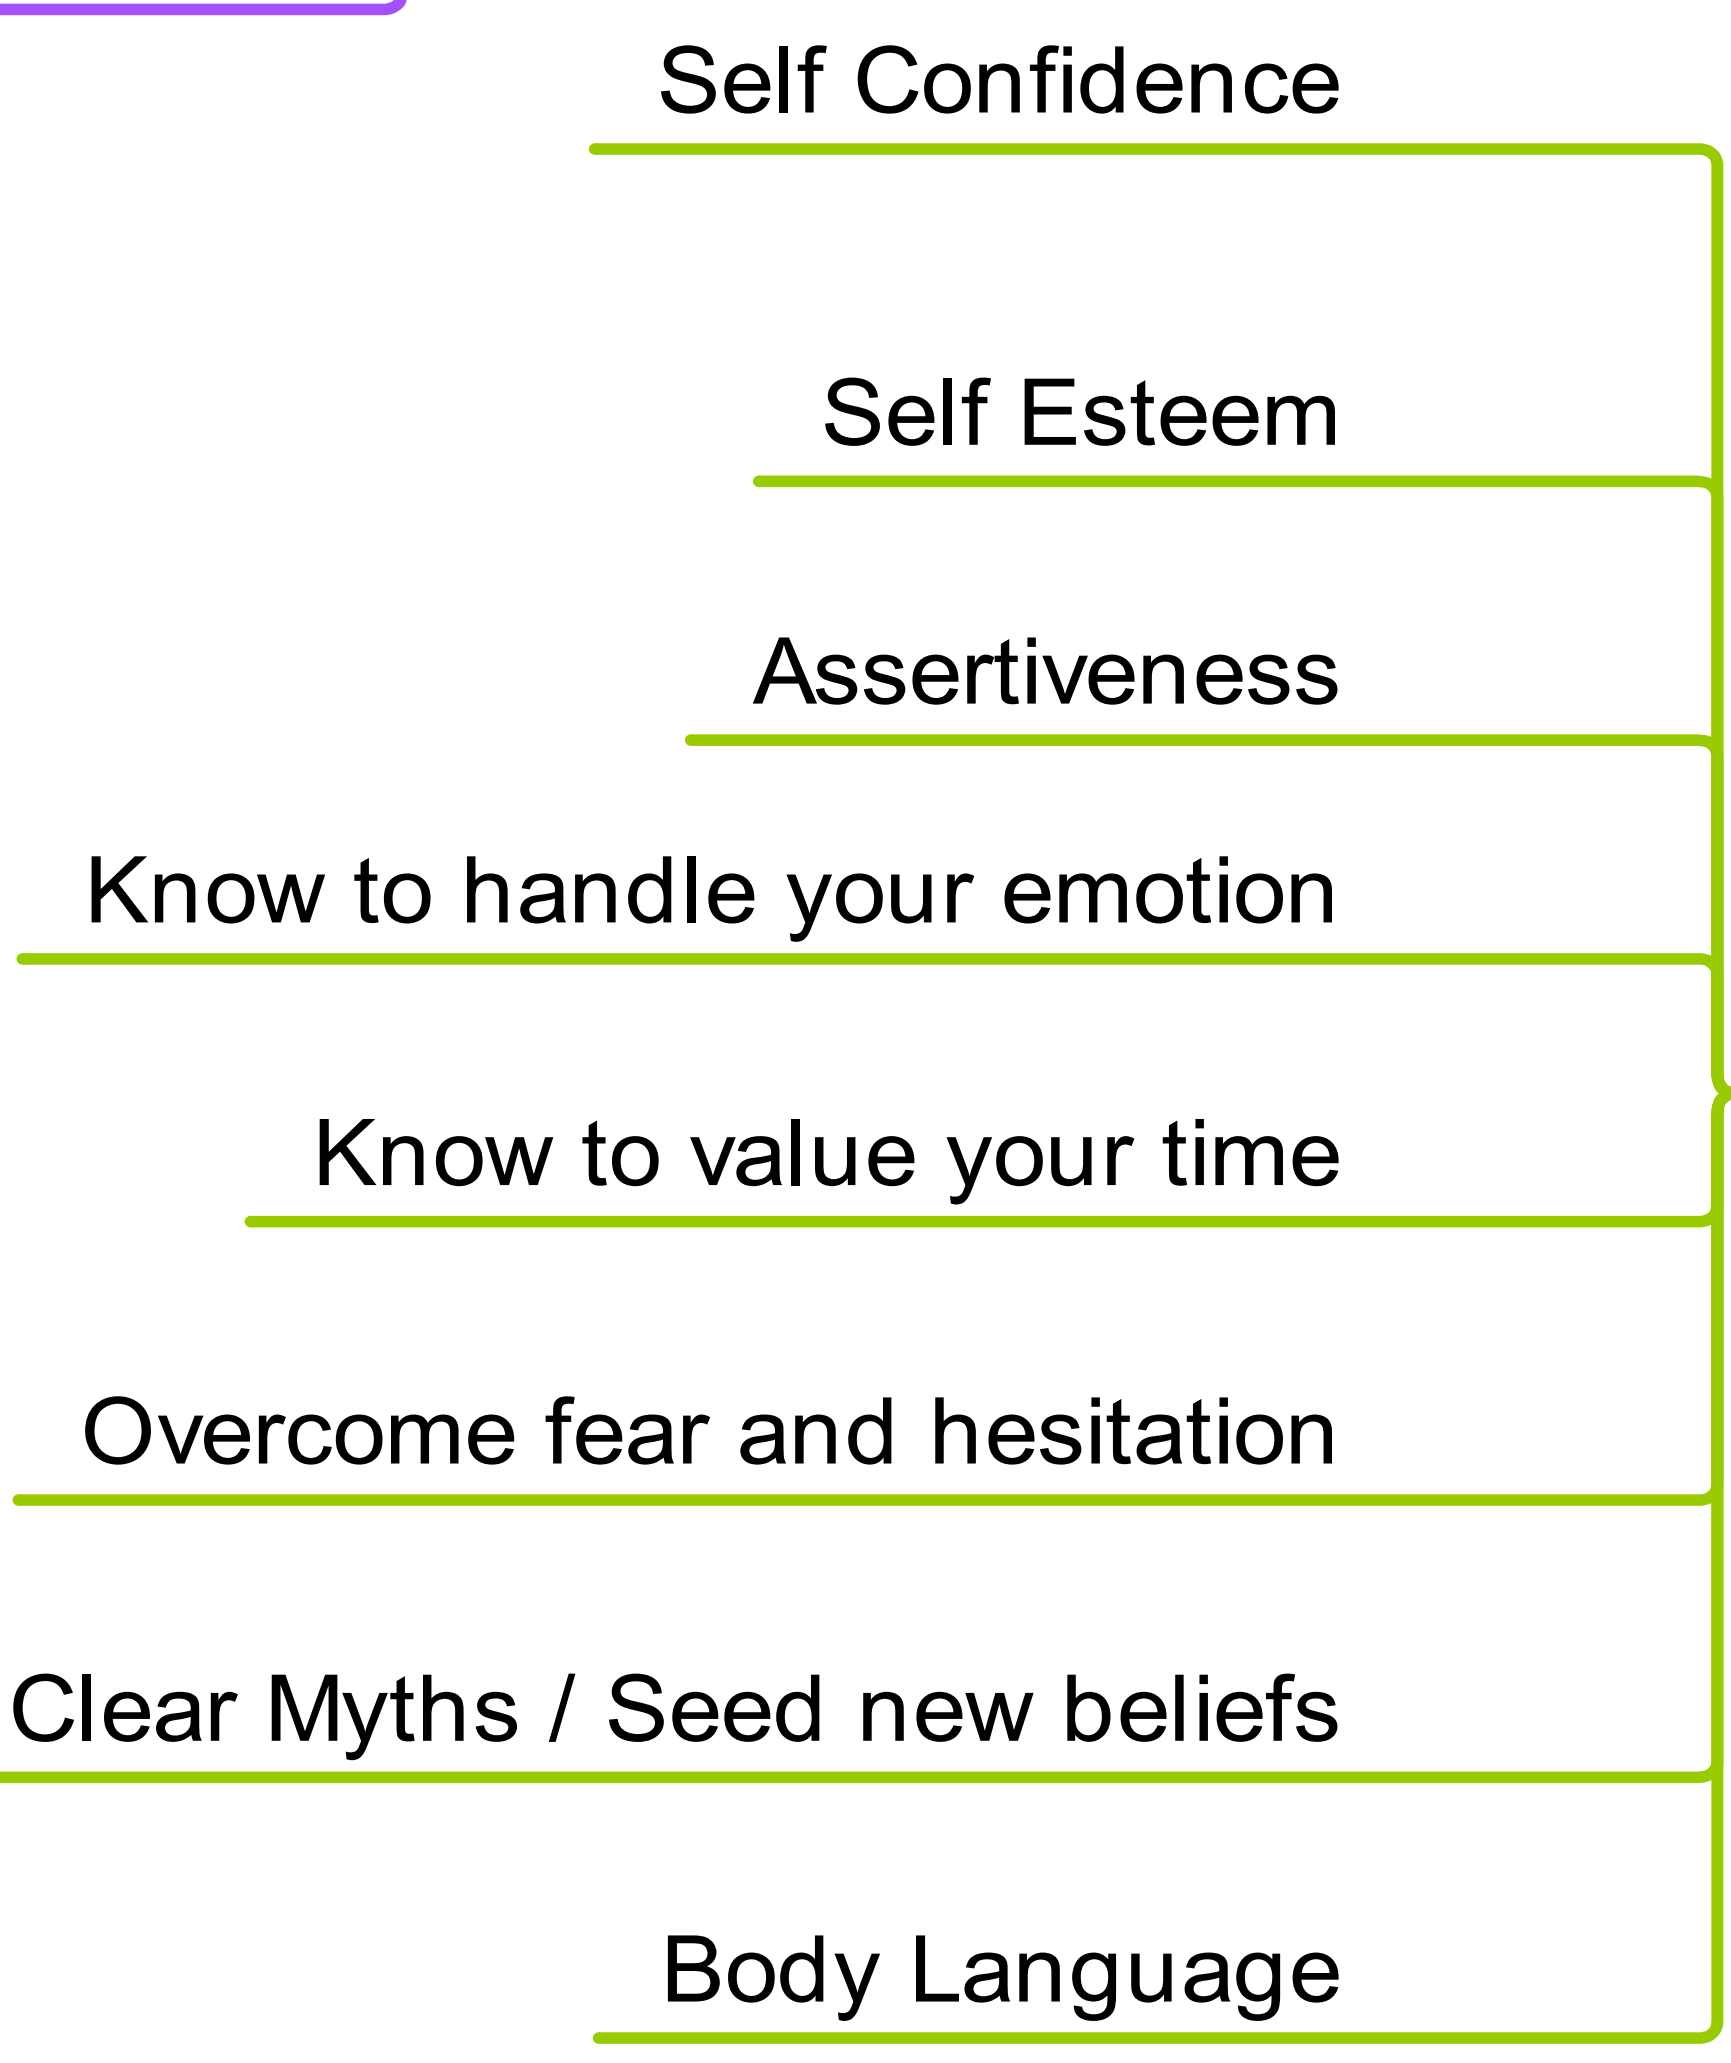 Self Confidence
Self Esteem
Assertiveness
Know to handle your emotion
Know to value your time
Overcome fear and hesitation
Clear Myths / Seed new beliefs
Body Language